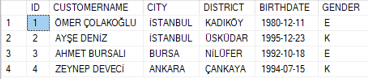 ID CUSTOMERNAME CITY DISTRICT BIRTHDATE GENDER
1 1 ÖMER ÇOLAKOĞLU İSTANBUL KADIKÖY 1980-12-11 E
2 2 AYŞE DENİZ İSTANBUL ÜSKÜDAR 1995-12-23 K
3 3 AHMET BURSALI BURSA NİLÜFER 1992-10-18 E
4 4 ZEYNEP DEVECİ ANKARA ÇANKAYA 1994-07-15 K